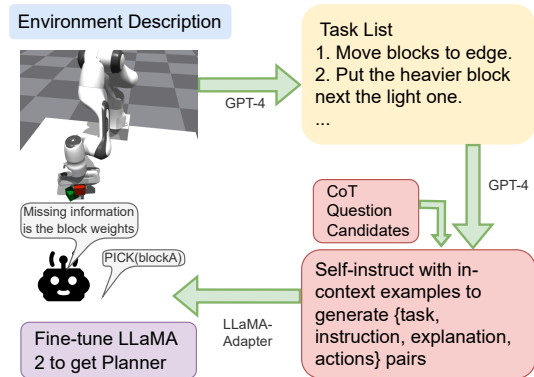 Environment Description
Task List
1. Move blocks to edge.
2. Put the heavier block
next the light one.
...
GPT-4
GPT-4
CoT
Question
Candidates
Missing information
is the block weights
PICK(blockA)
Self-instruct with in-
context examples to
generate {task,
instruction, explanation,
actions} pairs
LLaMA-
Adapter
Fine-tune LLaMA
2 to get Planner